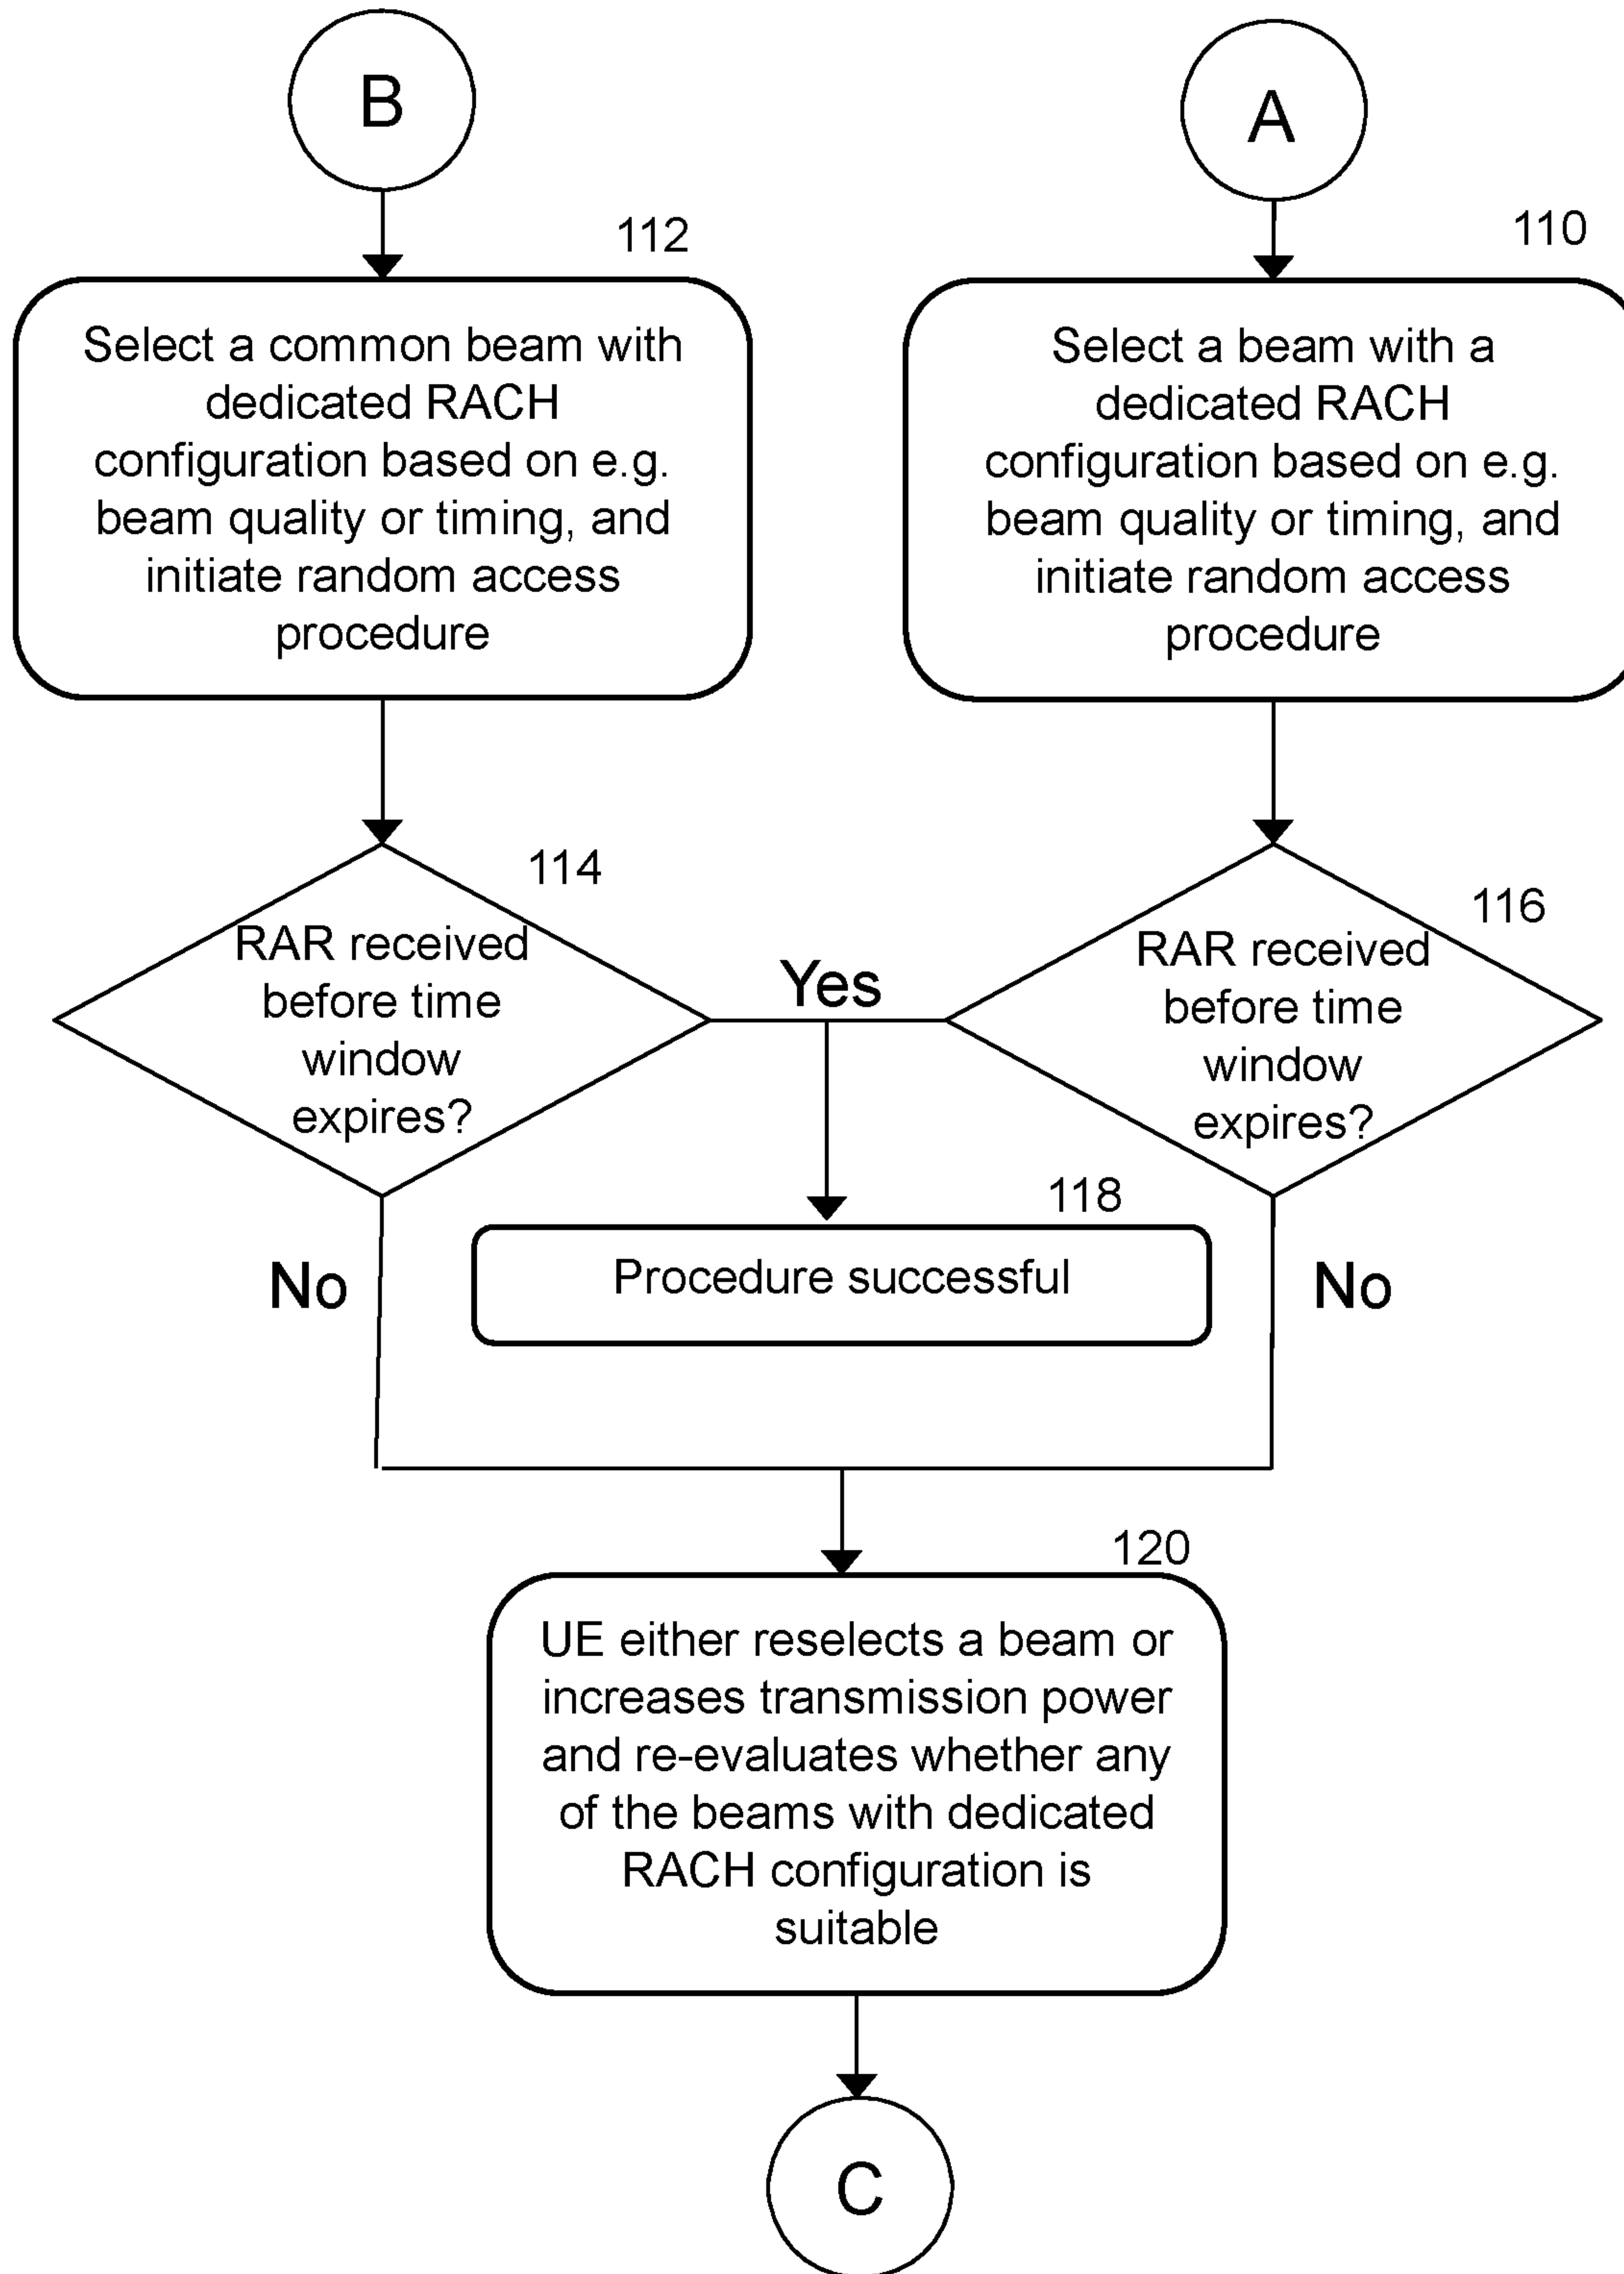 B
A
112
110
Select a common beam with
dedicated RACH
configuration based on e.g.
beam quality or timing, and
initiate random access
procedure
Select a beam with a
dedicated RACH
configuration based on e.g.
beam quality or timing, and
initiate random access
procedure
114
RAR received
before time
window
expires?
Yes
116
RAR received
before time
window
expires?
118
Procedure successful
No
No
120
UE either reselects a beam or
increases transmission power
and re-evaluates whether any
of the beams with dedicated
RACH configuration is
suitable
C